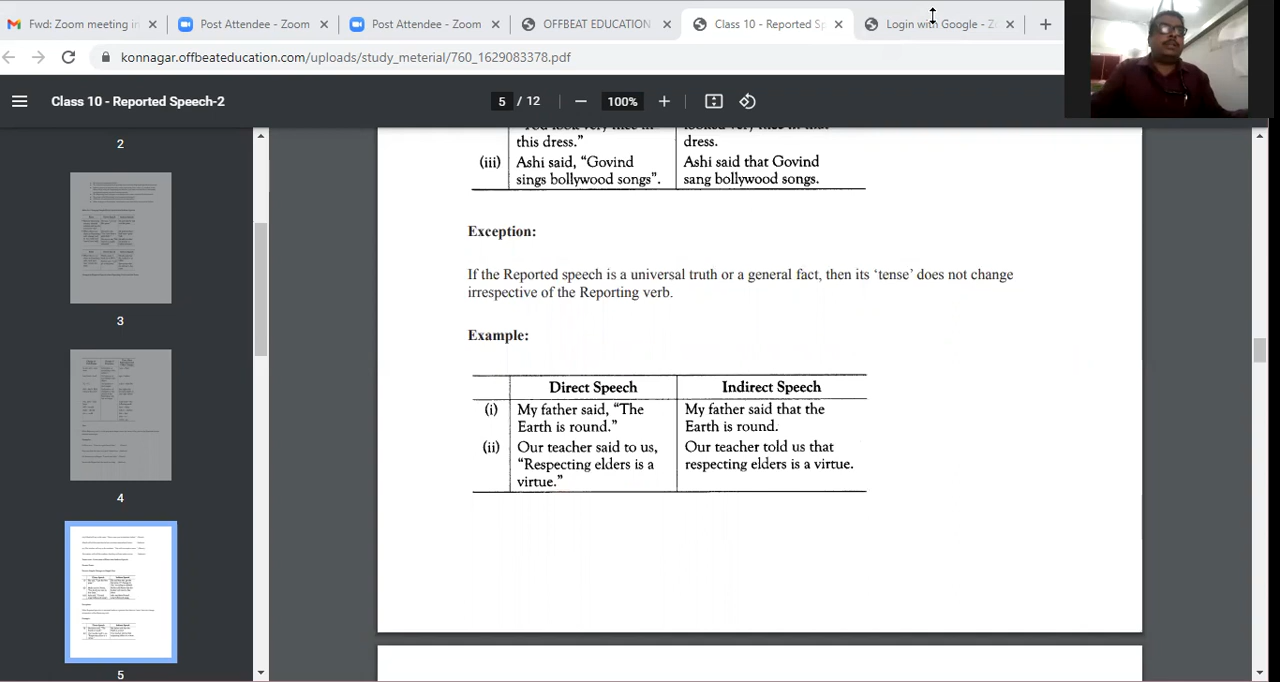 Fwd: Zoom meeting in
Post Attendee - Zoom
Post Attendee - Zoom
OFFBEAT EDUCATION
Class 10 - Reported Sp
Login with Google - Zo
konnagar.offbeateducation.com/uploads/study_meterial/760_1629083378.pdf
Class 10 - Reported Speech-2
5 / 12
100%
2
3
4
5
this dress.”
dress.
(iii) Ashi said, “Govind
sings bollywood songs”.
Ashi said that Govind
sang bollywood songs.
Exception:
If the Reported speech is a universal truth or a general fact, then its ‘tense’ does not change
irrespective of the Reporting verb.
Example:
Direct Speech
Indirect Speech
(i) My father said, “The
Earth is round.”
My father said that the
Earth is round.
(ii) Our teacher said to us,
“Respecting elders is a
virtue.”
Our teacher told us that
respecting elders is a virtue.